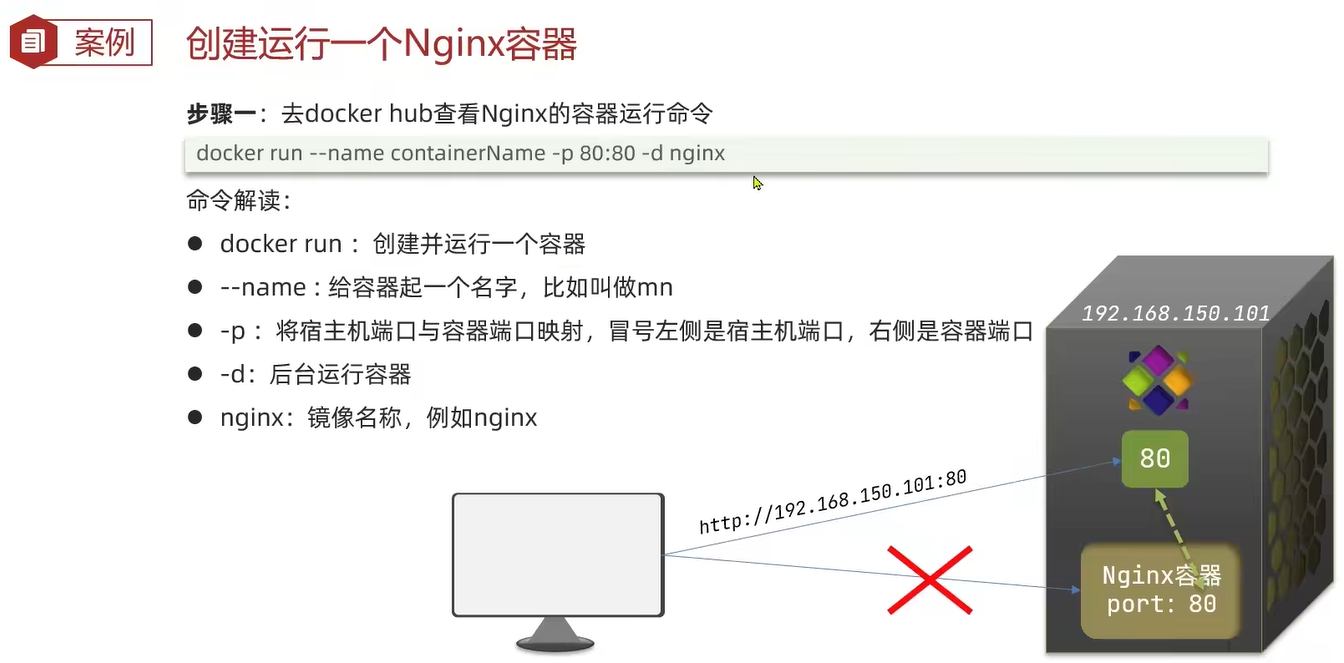 案例
创建运行一个Nginx容器
步骤一：去docker hub查看Nginx的容器运行命令
docker run --name containerName -p 80:80 -d nginx
命令解读：
● docker run ：创建并运行一个容器
● --name : 给容器起一个名字，比如叫做mn
● -p ：将宿主机端口与容器端口映射，冒号左侧是宿主机端口，右侧是容器端口
● -d：后台运行容器
● nginx：镜像名称，例如nginx
192.168.150.101
80
http://192.168.150.101:80
Nginx容器
port: 80